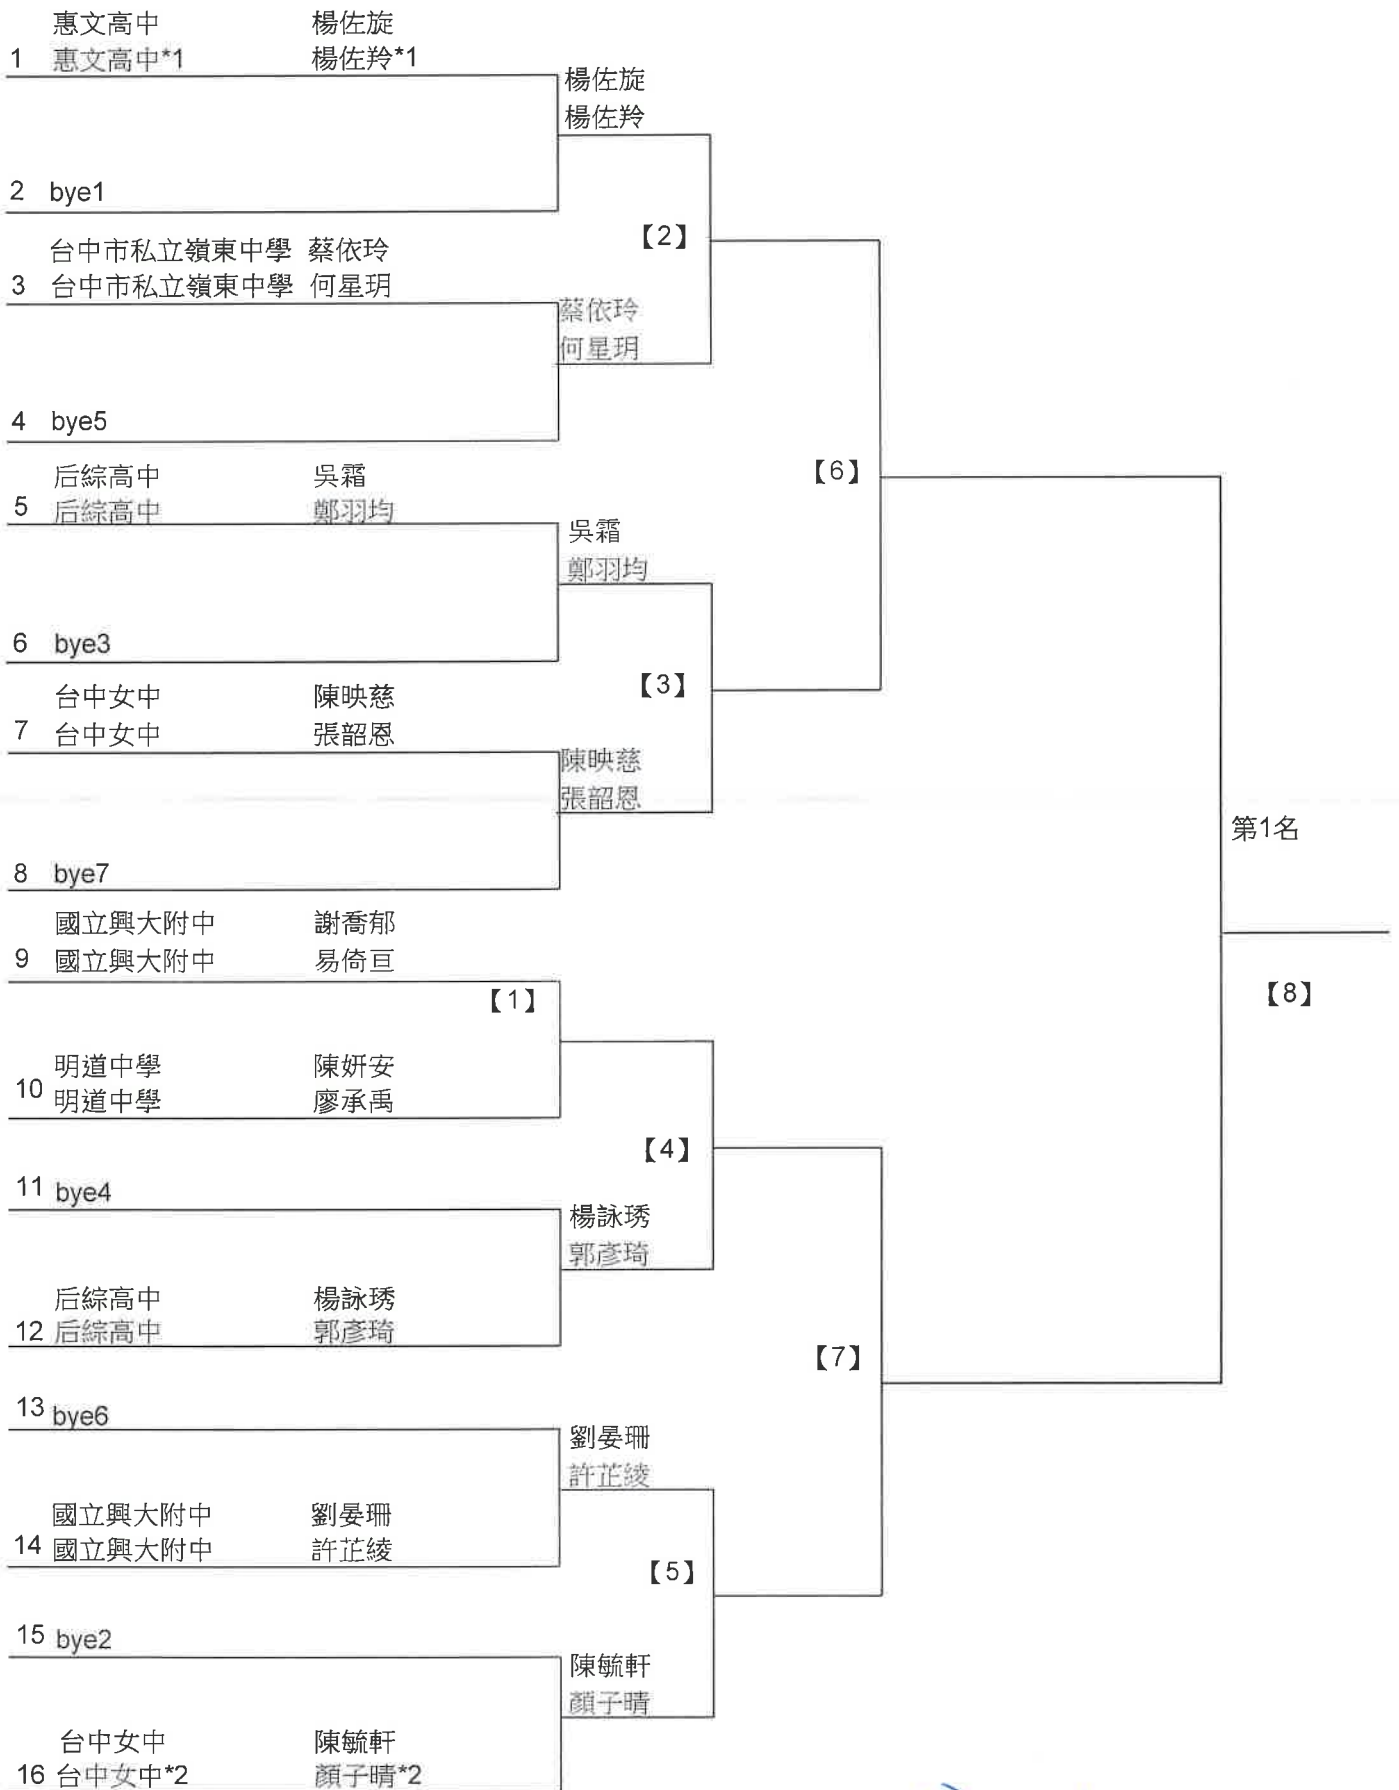 惠文高中 楊佐旋
1 惠文高中*1 楊佐羚*1
楊佐旋
楊佐羚
2 bye1
【2】
台中市私立嶺東中學 蔡依玲
3 台中市私立嶺東中學 何星玥
蔡依玲
何星玥
4 bye5
【6】
后綜高中 吳霜
5 后綜高中 鄭羽均
吳霜
鄭羽均
6 bye3
【3】
台中女中 陳映慈
7 台中女中 張韶恩
陳映慈
張韶恩
第1名
8 bye7
國立興大附中 謝喬郁
9 國立興大附中 易倚亘
【1】
【8】
明道中學 陳妍安
10 明道中學 廖承禹
【4】
11 bye4
楊詠琇
郭彥琦
后綜高中 楊詠琇
12 后綜高中 郭彥琦
【7】
13 bye6
劉晏珊
許芷綾
國立興大附中 劉晏珊
14 國立興大附中 許芷綾
【5】
15 bye2
陳毓軒
顏子晴
台中女中 陳毓軒
16 台中女中*2 顏子晴*2